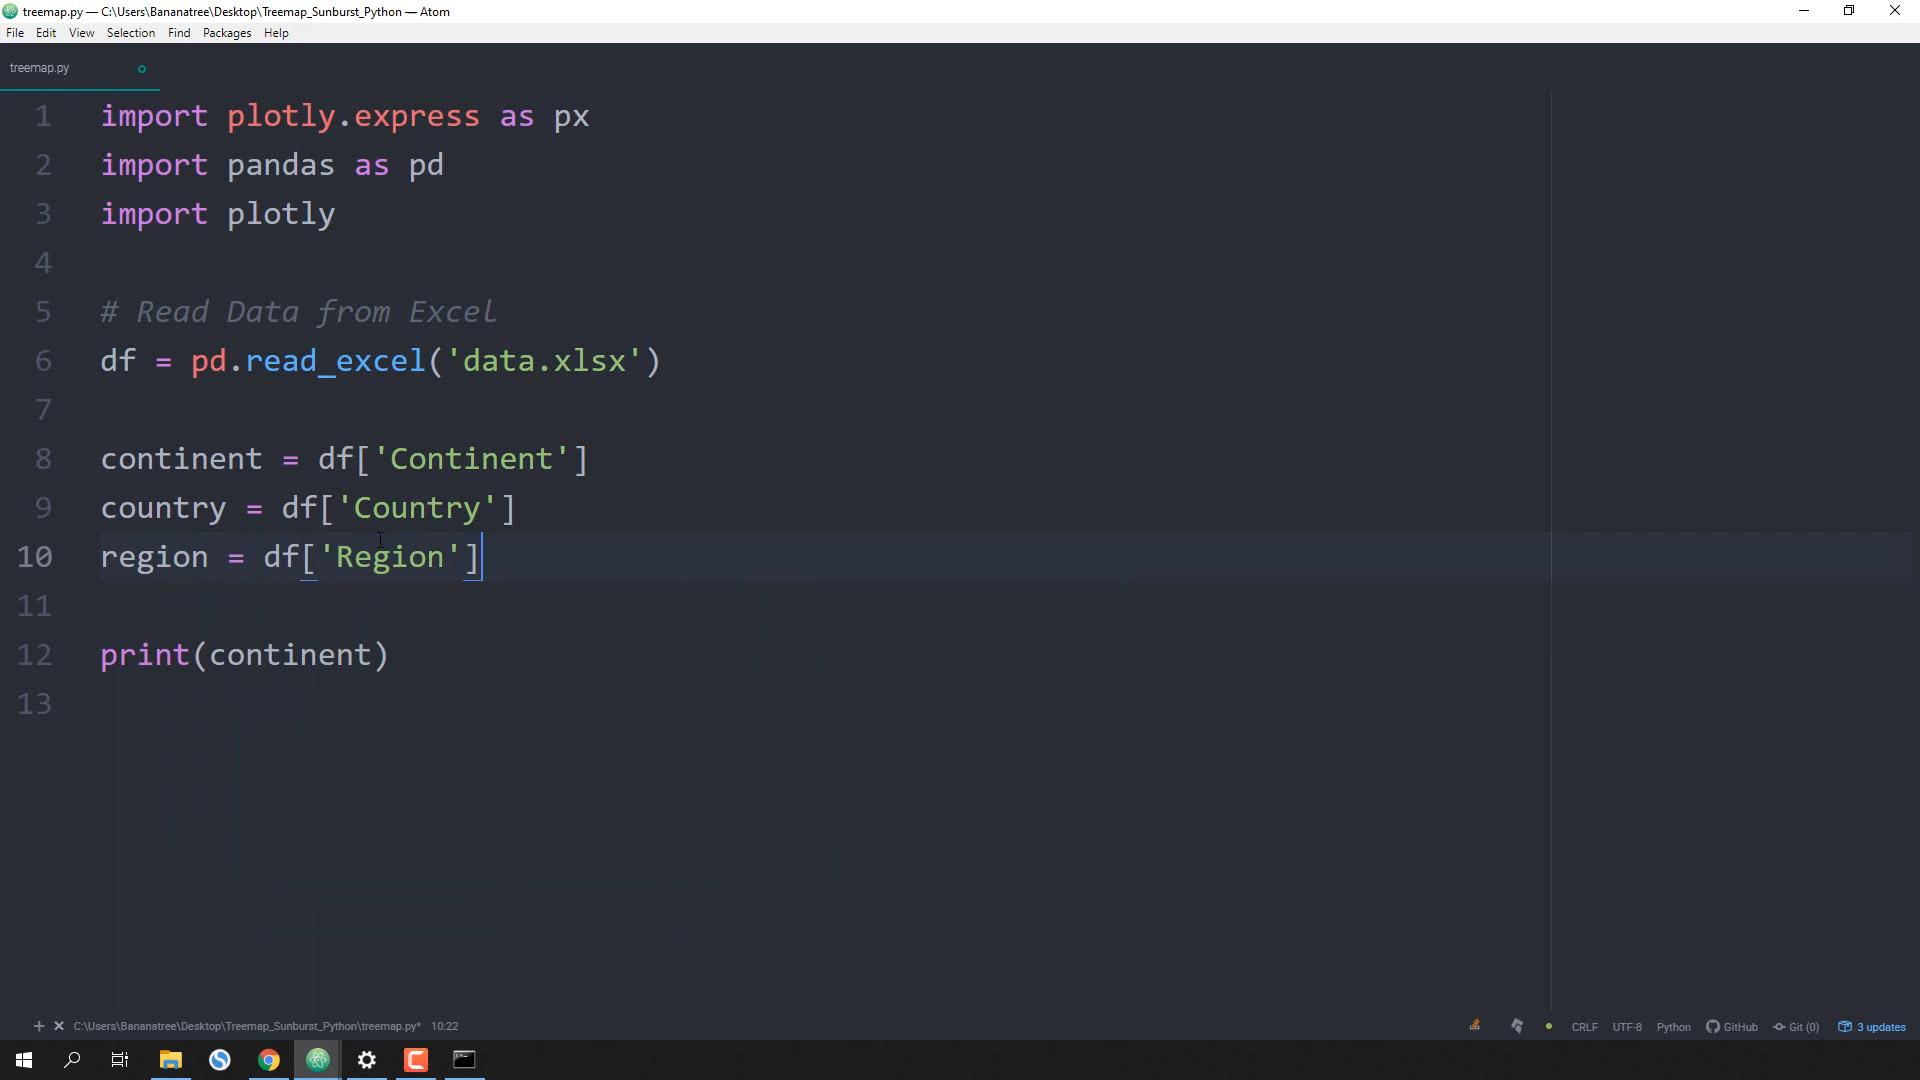 treemap.py — C:\Users\Bananatree\Desktop\Treemap_Sunburst_Python — Atom
File Edit View Selection Find Packages Help
treemap.py
1 import plotly.express as px
2 import pandas as pd
3 import plotly
4
5 # Read Data from Excel
6 df = pd.read_excel('data.xlsx')
7
8 continent = df['Continent']
9 country = df['Country']
10 region = df['Region']
11
12 print(continent)
13
C:\Users\Bananatree\Desktop\Treemap_Sunburst_Python\treemap.py* 10:22 CRLF UTF-8 Python GitHub Git (0) 3 updates